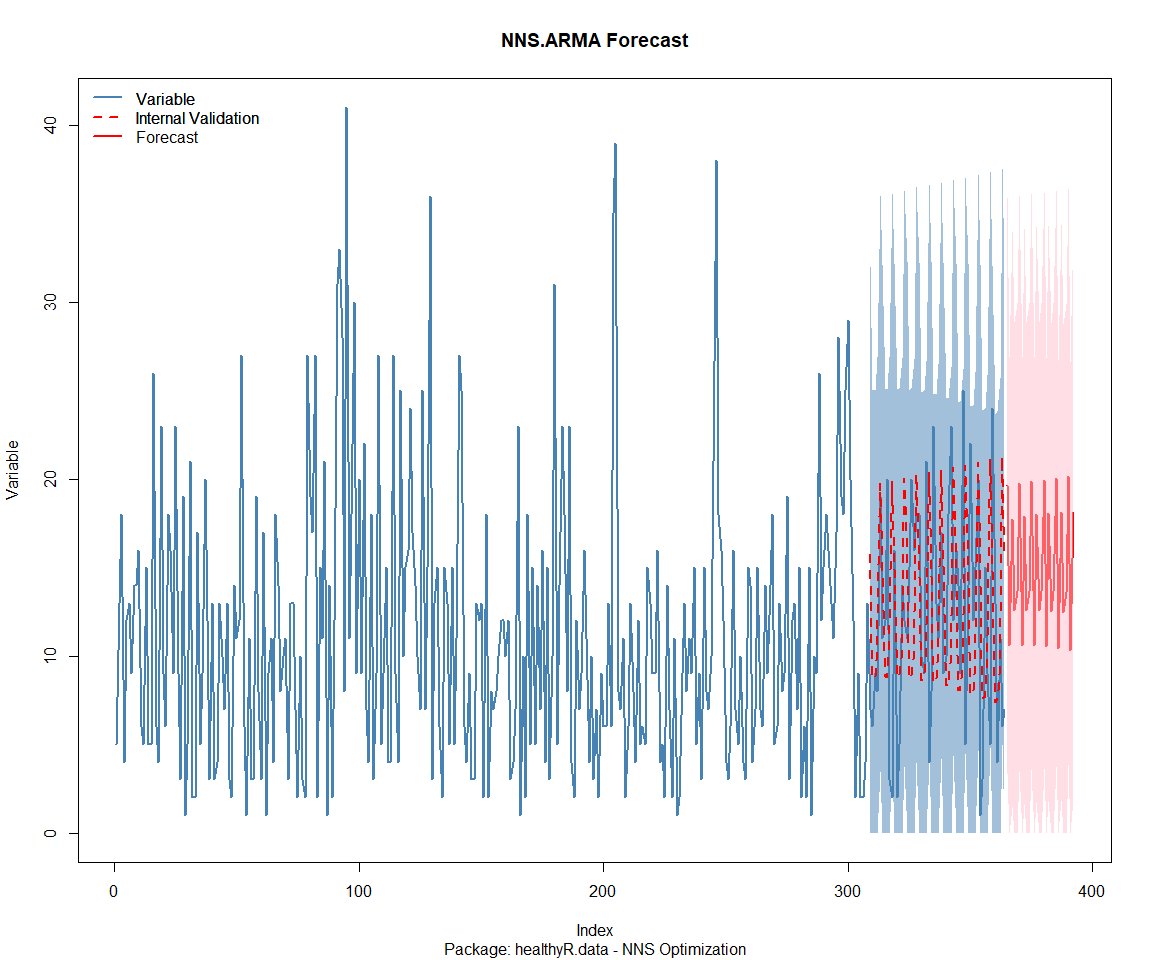 NNS.ARMA Forecast
Variable
Internal Validation
Forecast
40
30
20
10
0
Variable
0 100 200 300 400
Index
Package: healthyR.data - NNS Optimization